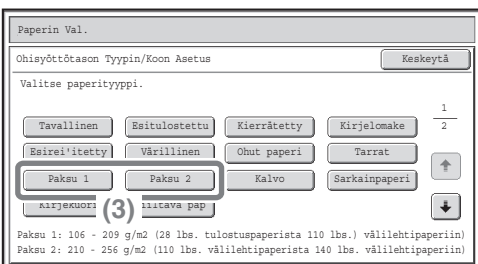 Paperin Val.
Ohisyöttötason Tyypin/Koon Asetus Keskeytä
Valitse paperityyppi.
1
2
Tavallinen Esitulostettu Kierrätetty Kirjelomake
Esirei'itetty Värillinen Ohut paperi Tarrat
Paksu 1 Paksu 2 Kalvo Sarkainpaperi
Kirjekuori pap
(3)
Paksu 1: 106 - 209 g/m2 (28 lbs. tulostuspaperista 110 lbs.) välilehtipaperiin)
Paksu 2: 210 - 256 g/m2 (110 lbs. välilehtipaperista 140 lbs. välilehtipaperiin)